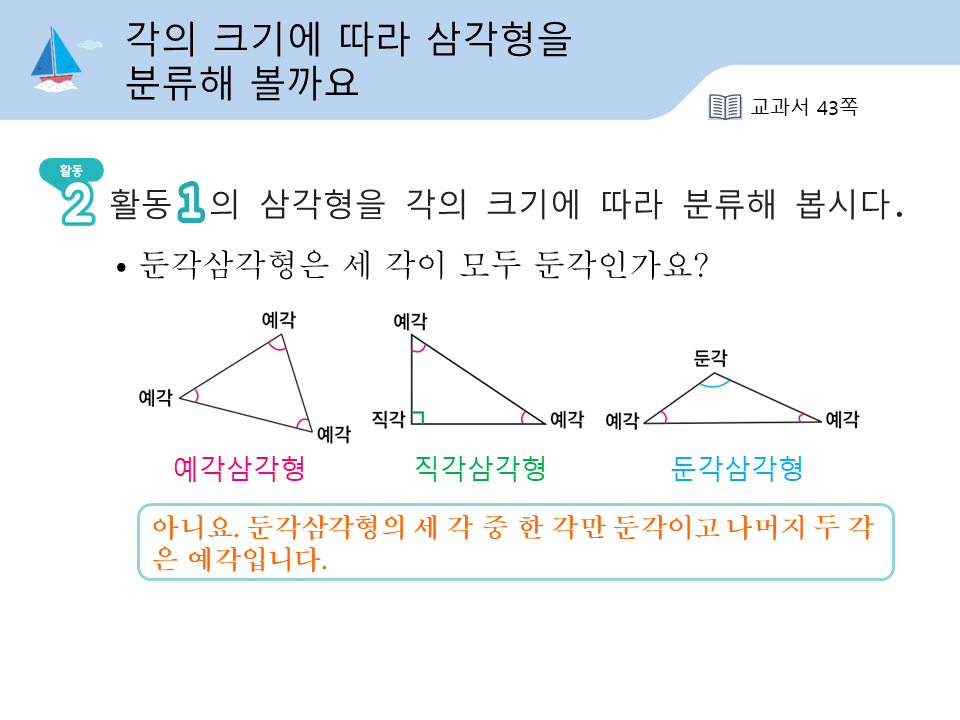 각의 크기에 따라 삼각형을
분류해 볼까요
교과서 43쪽
활동
2 활동1의 삼각형을 각의 크기에 따라 분류해 봅시다.
• 둔각삼각형은 세 각이 모두 둔각인가요?
예각
예각
예각
예각
직각
예각
둔각
예각
예각
예각삼각형
직각삼각형
둔각삼각형
아니요. 둔각삼각형의 세 각 중 한 각만 둔각이고 나머지 두 각
은 예각입니다.